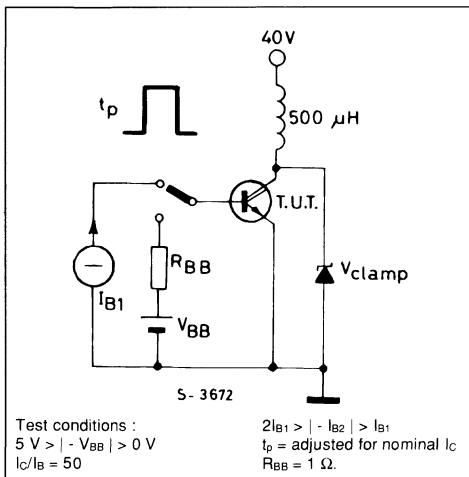 40V
tp
500 µH
T.U.T.
RBB
Vclamp
IB1
VBB
S-3672
Test conditions :
5 V > | - VBB | > 0 V
IC/IB = 50
2IB1 > | - IB2 | > IB1
tp = adjusted for nominal IC
RBB = 1 Ω.